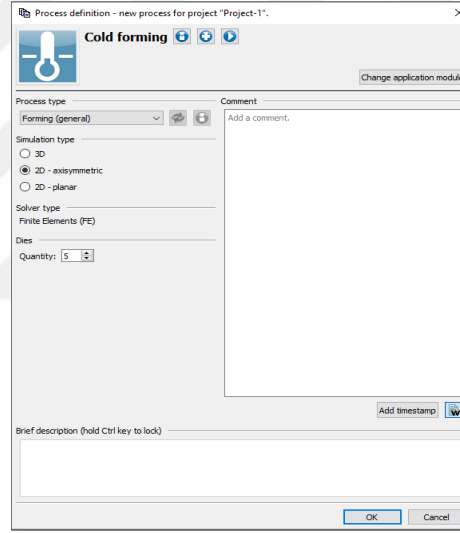 Process definition - new process for project "Project-1".
Cold forming
Change application module
Process type
Forming (general)
Simulation type
3D
2D - axisymmetric
2D - planar
Solver type
Finite Elements (FE)
Dies
Quantity: 5
Comment
Add a comment.
Add timestamp
W
Brief description (hold Ctrl key to lock)
OK
Cancel